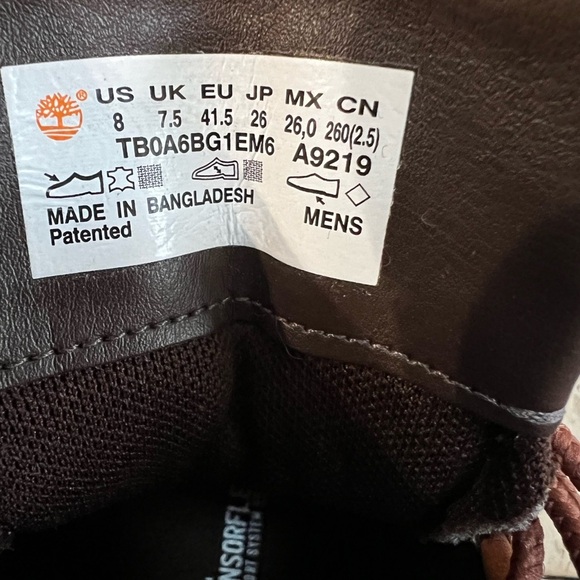 ® US UK EU JP MX CN
8 7.5 41.5 26 26,0 260(2.5)
TB0A6BG1EM6 A9219
MADE IN BANGLADESH
Patented
MENS